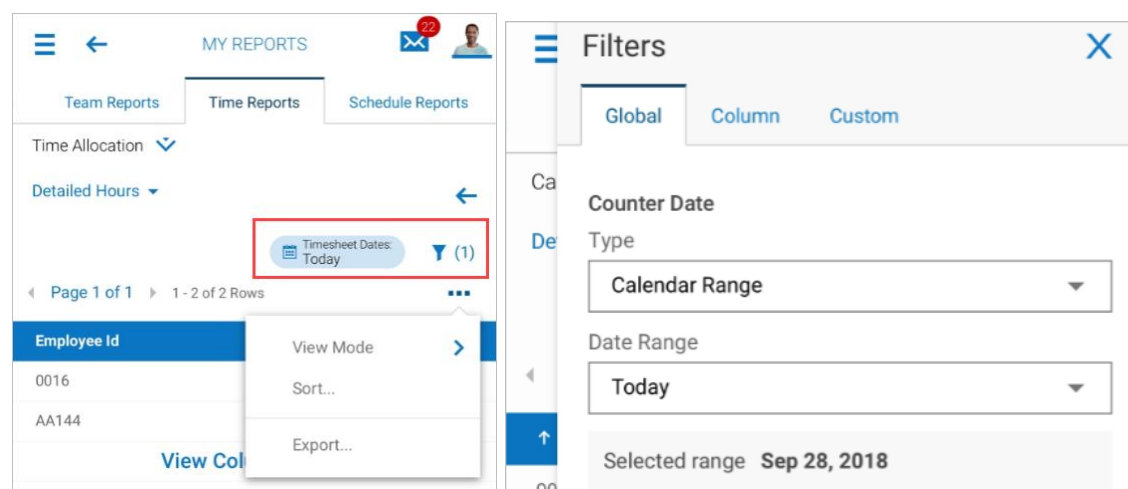 MY REPORTS
22
Team Reports
Time Reports
Schedule Reports
Time Allocation
Detailed Hours
Timesheet Dates:
Today
(1)
Page 1 of 1
1 - 2 of 2 Rows
Employee Id
0016
AA144
View Col
View Mode
Sort...
Export...
Ca
De
Filters
X
Global
Column
Custom
Counter Date
Type
Calendar Range
Date Range
Today
Selected range Sep 28, 2018